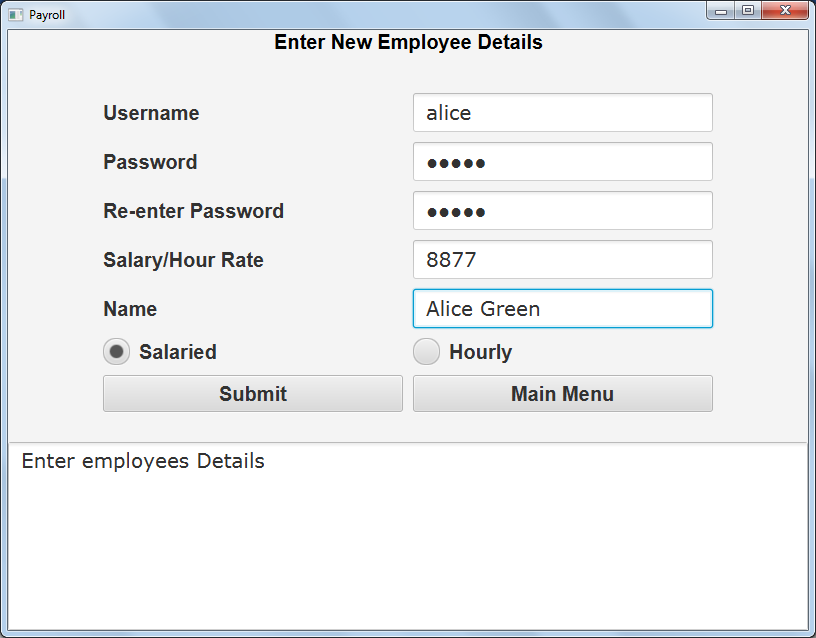 Payroll
Enter New Employee Details
Username alice
Password •••••
Re-enter Password •••••
Salary/Hour Rate 8877
Name Alice Green
Salaried Hourly
Submit Main Menu
Enter employees Details